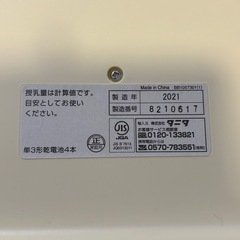 Made in China
授乳量は計算値です。
目安としてお使い
ください。
製造年 2021
製造番号 8210617
JIS
JQA
輸入元 株式会社 タニタ
お客様サービス相談室
0120-133821
0570-783551
単3形乾電池4本